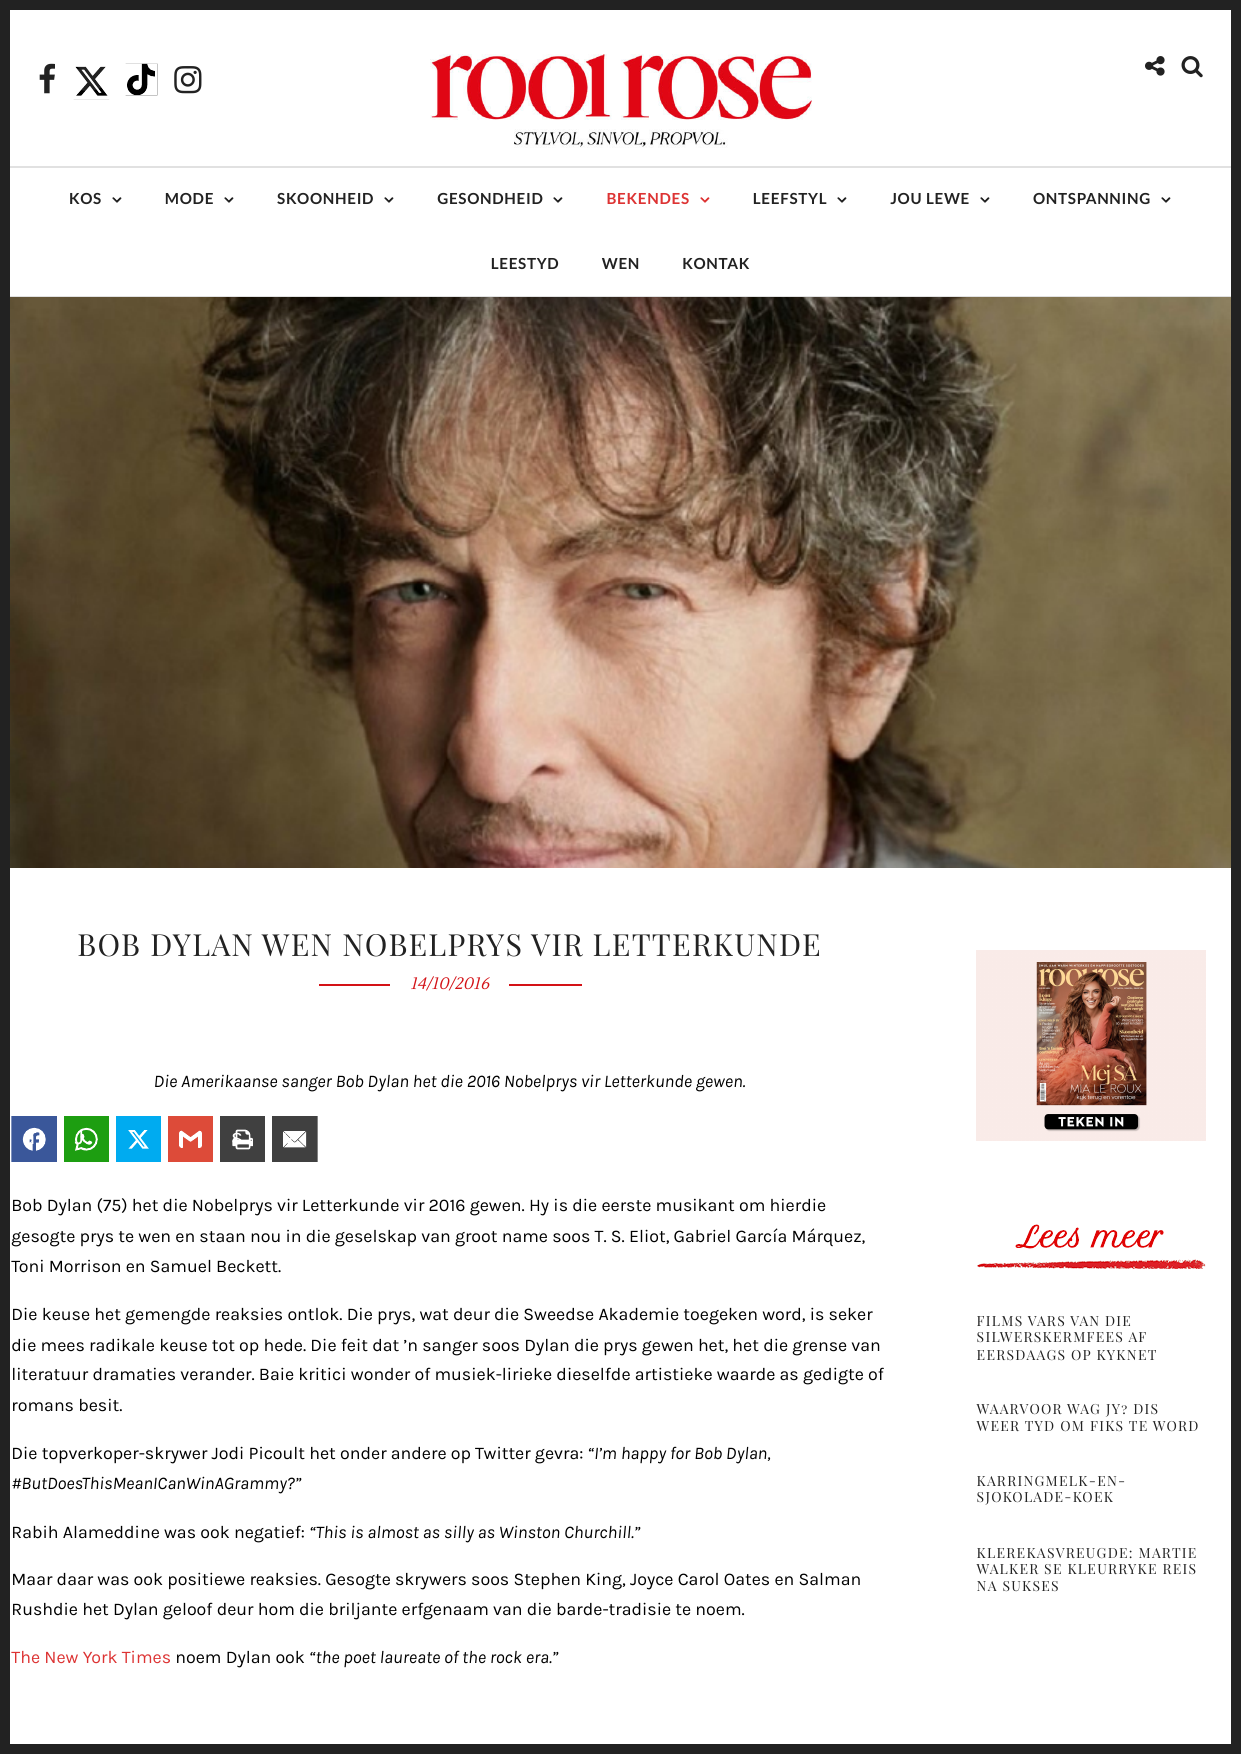 rooi rose
STYLVOL, SINVOL, PROPVOL.
KOS MODE SKOONHEID GESONDHEID BEKENDES LEEFSTYL JOU LEWE ONTSPANNING
LEESTYD WEN KONTAK
BOB DYLAN WEN NOBELPRYS VIR LETTERKUNDE
14/10/2016
Die Amerikaanse sanger Bob Dylan het die 2016 Nobelprys vir Letterkunde gewen.
Bob Dylan (75) het die Nobelprys vir Letterkunde vir 2016 gewen. Hy is die eerste musikant om hierdie
gesogte prys te wen en staan nou in die geselskap van groot name soos T. S. Eliot, Gabriel García Márquez,
Toni Morrison en Samuel Beckett.
Die keuse het gemengde reaksies ontlok. Die prys, wat deur die Sweedse Akademie toegeken word, is seker
die mees radikale keuse tot op hede. Die feit dat ’n sanger soos Dylan die prys gewen het, het die grense van
literatuur dramaties verander. Baie kritici wonder of musiek-lirieke dieselfde artistieke waarde as gedigte of
romans besit.
Die topverkoper-skrywer Jodi Picoult het onder andere op Twitter gevra: “I’m happy for Bob Dylan,
#ButDoesThisMeanICanWinAGrammy?”
Rabih Alameddine was ook negatief: “This is almost as silly as Winston Churchill.”
Maar daar was ook positiewe reaksies. Gesogte skrywers soos Stephen King, Joyce Carol Oates en Salman
Rushdie het Dylan geloof deur hom die briljante erfgenaam van die barde-tradisie te noem.
The New York Times noem Dylan ook “the poet laureate of the rock era.”
rooi rose
Mej SA
MIA LE ROUX
kyk terug en vorentoe
TEKEN IN
Lees meer
FILMS VARS VAN DIE
SILWERSKERMFEES AF
EERSDAAGS OP KYKNET
WAARVOOR WAG JY? DIS
WEER TYD OM FIKS TE WORD
KARRINGMELK-EN-
SJOKOLADE-KOEK
KLEREKASVREUGDE: MARTIE
WALKER SE KLEURRYKE REIS
NA SUKSES